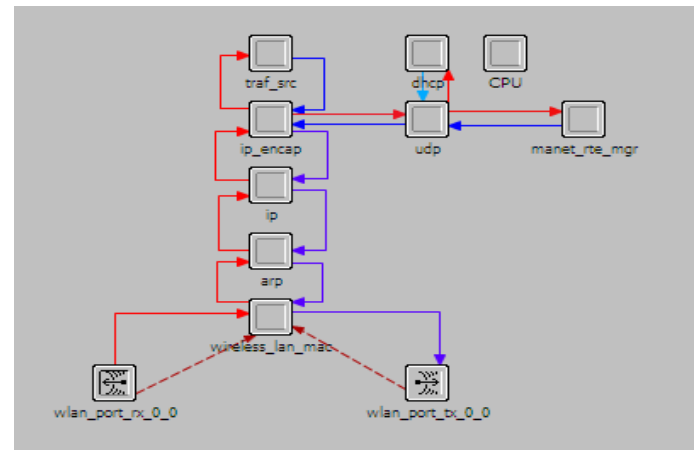 traf_src
dhcp
CPU
ip_encap
udp
manet_rte_mgr
ip
arp
wireless_lan_mac
wlan_port_rx_0_0
wlan_port_tx_0_0